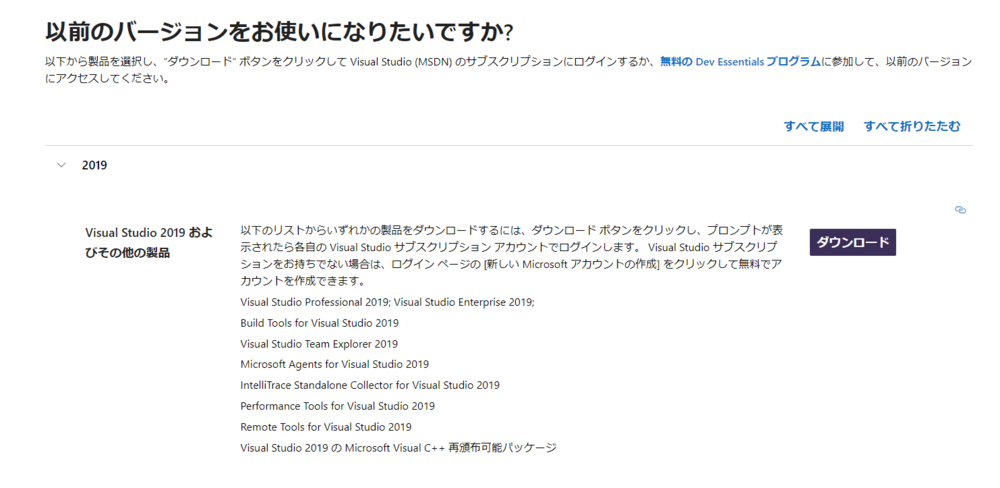 以前のバージョンをお使いになりたいですか?
以下から製品を選択し、"ダウンロード" ボタンをクリックして Visual Studio (MSDN) のサブスクリプションにログインするか、無料の Dev Essentials プログラムに参加して、以前のバージョン
にアクセスしてください。
すべて展開 すべて折りたたむ
2019
Visual Studio 2019 およ
びその他の製品
以下のリストからいずれかの製品をダウンロードするには、ダウンロード ボタンをクリックし、プロンプトが表
示されたら各自の Visual Studio サブスクリプション アカウントでログインします。 Visual Studio サブスクリプ
ションをお持ちでない場合は、ログイン ページの [新しい Microsoft アカウントの作成] をクリックして無料でア
カウントを作成できます。
Visual Studio Professional 2019; Visual Studio Enterprise 2019;
Build Tools for Visual Studio 2019
Visual Studio Team Explorer 2019
Microsoft Agents for Visual Studio 2019
IntelliTrace Standalone Collector for Visual Studio 2019
Performance Tools for Visual Studio 2019
Remote Tools for Visual Studio 2019
Visual Studio 2019 の Microsoft Visual C++ 再頒布可能パッケージ
ダウンロード